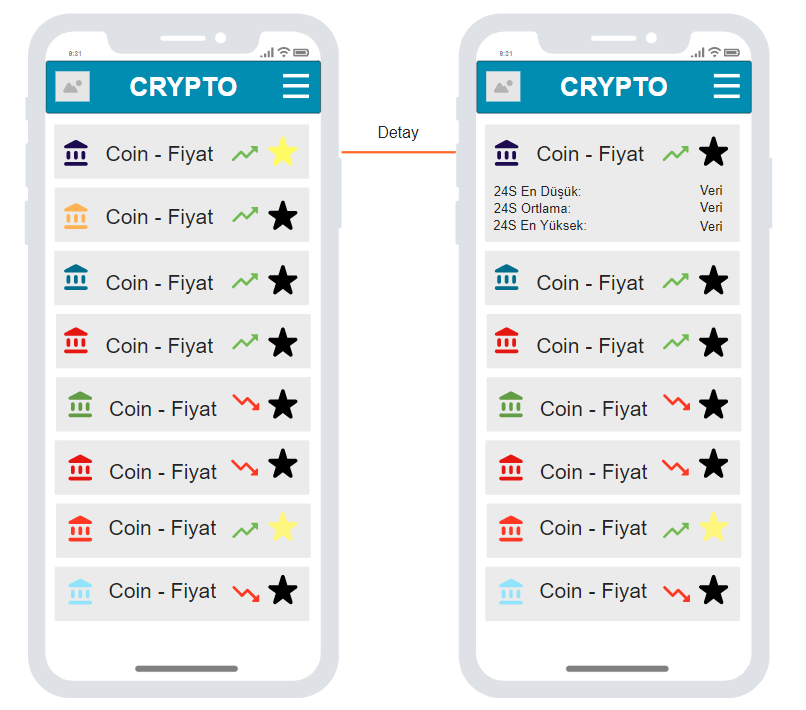 9:31
CRYPTO
Coin - Fiyat
Coin - Fiyat
Coin - Fiyat
Coin - Fiyat
Coin - Fiyat
Coin - Fiyat
Coin - Fiyat
Coin - Fiyat
Detay
9:31
CRYPTO
Coin - Fiyat
24S En Düşük: Veri
24S Ortlama: Veri
24S En Yüksek: Veri
Coin - Fiyat
Coin - Fiyat
Coin - Fiyat
Coin - Fiyat
Coin - Fiyat
Coin - Fiyat